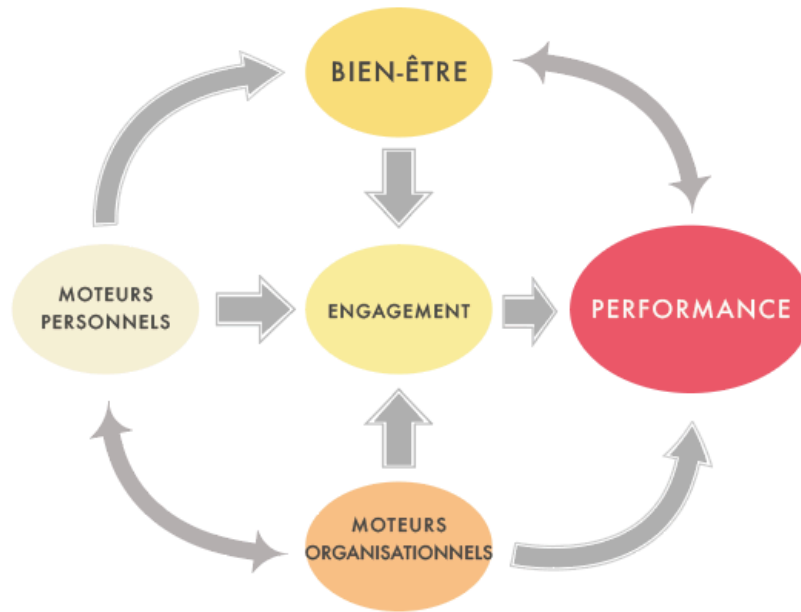 BIEN-ÊTRE
MOTEURS
PERSONNELS
ENGAGEMENT
PERFORMANCE
MOTEURS
ORGANISATIONNELS